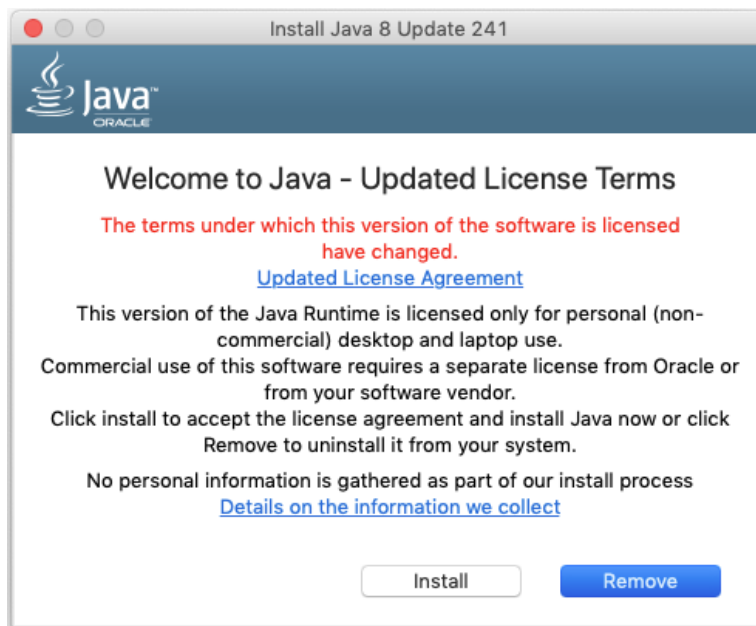 Install Java 8 Update 241
Java™
ORACLE
Welcome to Java - Updated License Terms
The terms under which this version of the software is licensed
have changed.
Updated License Agreement
This version of the Java Runtime is licensed only for personal (non-
commercial) desktop and laptop use.
Commercial use of this software requires a separate license from Oracle or
from your software vendor.
Click install to accept the license agreement and install Java now or click
Remove to uninstall it from your system.
No personal information is gathered as part of our install process
Details on the information we collect
Install
Remove